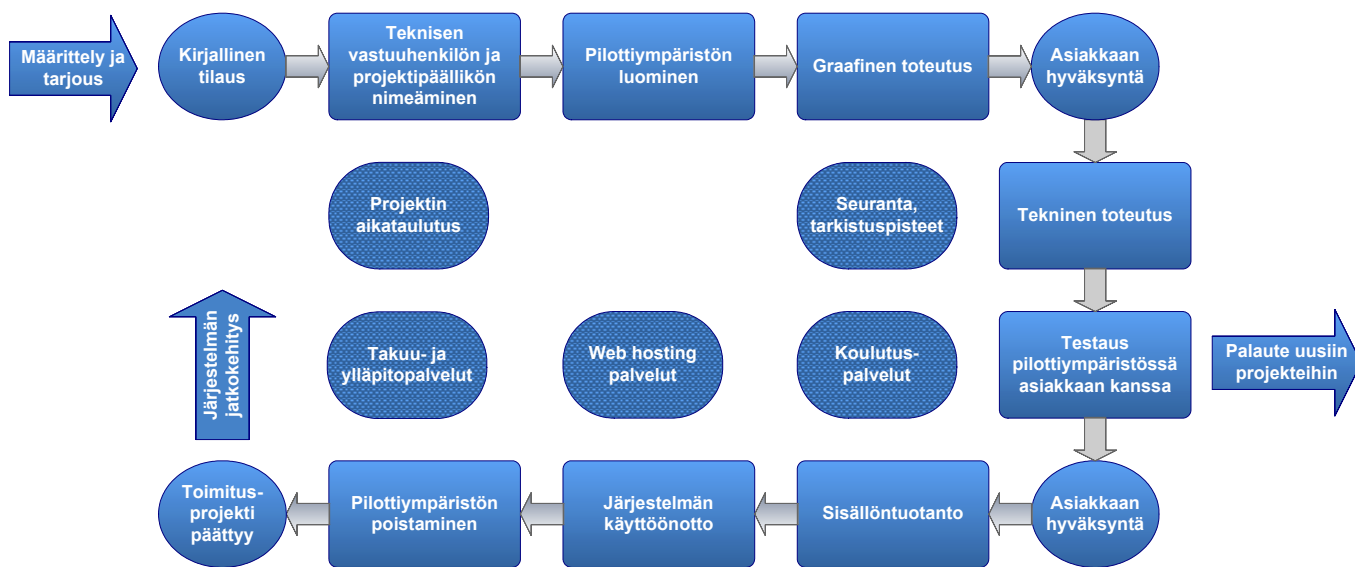 Määrittely ja
tarjous
Kirjallinen
tilaus
Teknisen
vastuuhenkilön ja
projektipäällikön
nimeäminen
Pilottiympäristön
luominen
Graafinen toteutus
Asiakkaan
hyväksyntä
Projektin
aikataulutus
Seuranta,
tarkistuspisteet
Tekninen toteutus
Järjestelmän
jatkokehitys
Takuu- ja
ylläpitopalvelut
Web hosting
palvelut
Koulutus-
palvelut
Testaus
pilottiympäristössä
asiakkaan kanssa
Palaute uusiin
projekteihin
Toimitus-
projekti
päättyy
Pilottiympäristön
poistaminen
Järjestelmän
käyttöönotto
Sisällöntuotanto
Asiakkaan
hyväksyntä